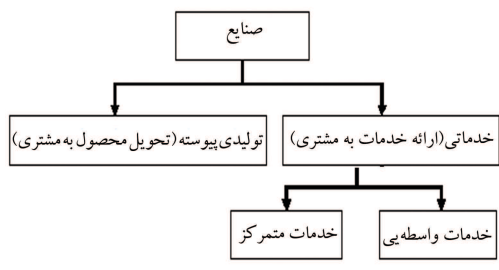 صنایع
خدماتی(ارائه خدمات به مشتری)
تولیدی پیوسته(تحویل محصول به مشتری)
خدمات واسطه‌یی
خدمات متمرکز